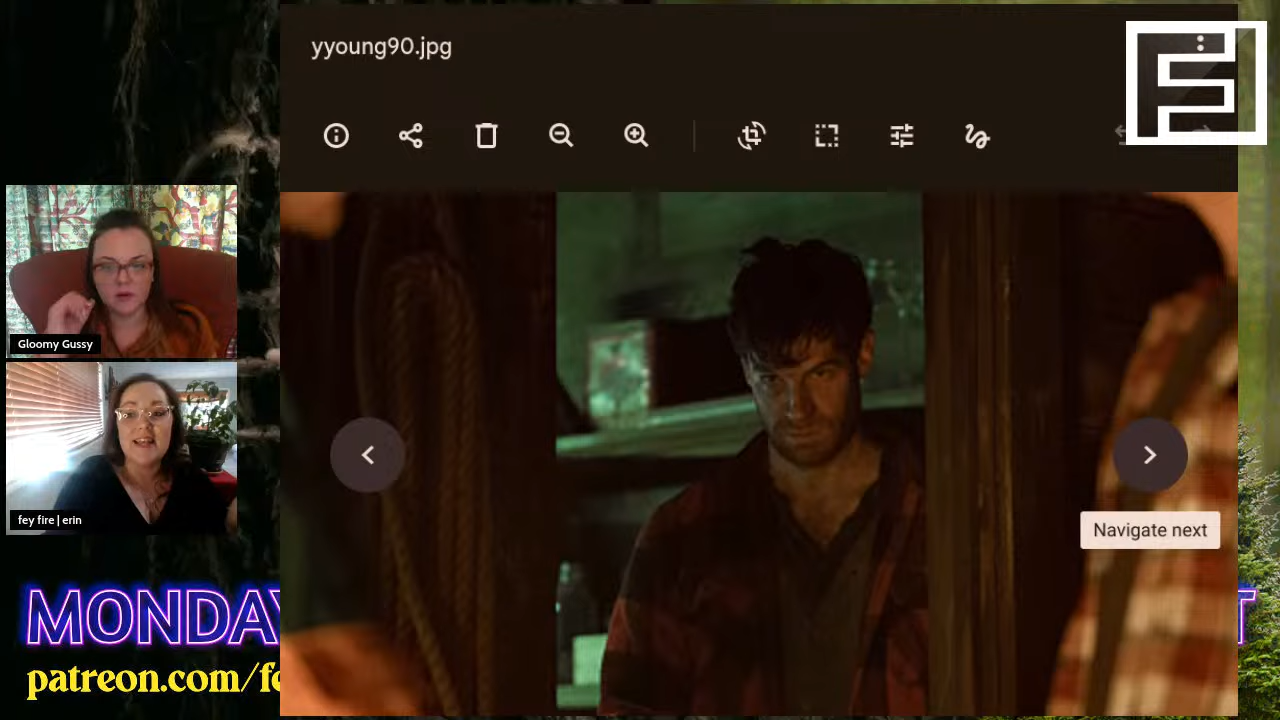 yyoung90.jpg
Gloomy Gussy
fey fire | erin
Navigate next
MONDAY
T
patreon.com/fe